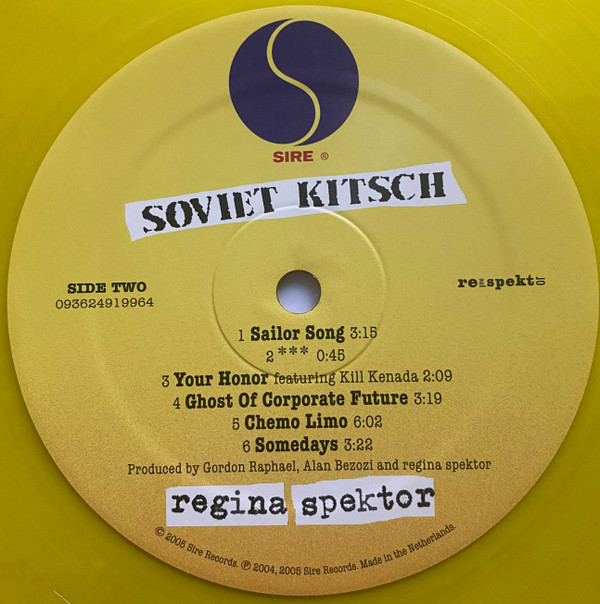 SIRE ®
SOVIET KITSCH
SIDE TWO
093624919964
1 Sailor Song 3:15
2 *** 0:45
3 Your Honor featuring Kill Kenada 2:09
4 Ghost Of Corporate Future 3:19
5 Chemo Limo 6:02
6 Somedays 3:22
Produced by Gordon Raphael, Alan Bezozi and regina spektor
regina spektor
© 2005 Sire Records. ℗ 2004, 2005 Sire Records. Made in the Netherlands.